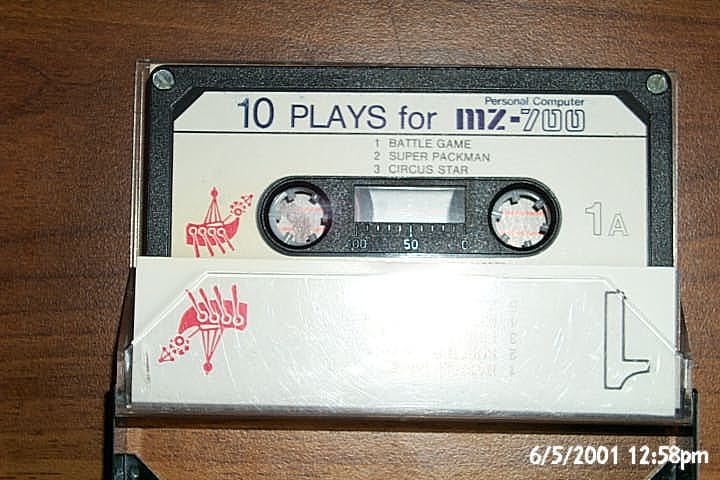 Personal Computer
10 PLAYS for MZ-700
1 BATTLE GAME
2 SUPER PACKMAN
3 CIRCUS STAR
1A
100 50 0
6/5/2001 12:58pm